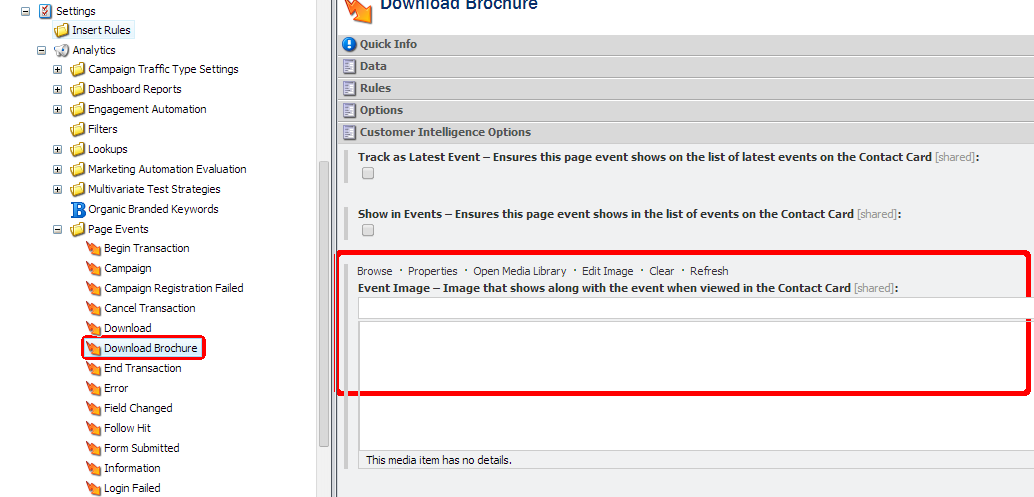 Settings
Insert Rules
Analytics
Campaign Traffic Type Settings
Dashboard Reports
Engagement Automation
Filters
Lookups
Marketing Automation Evaluation
Multivariate Test Strategies
B Organic Branded Keywords
Page Events
Begin Transaction
Campaign
Campaign Registration Failed
Cancel Transaction
Download
Download Brochure
End Transaction
Error
Field Changed
Follow Hit
Form Submitted
Information
Login Failed
Download Brochure
Quick Info
Data
Rules
Options
Customer Intelligence Options
Track as Latest Event – Ensures this page event shows on the list of latest events on the Contact Card [shared]:
Show in Events – Ensures this page event shows in the list of events on the Contact Card [shared]:
Browse · Properties · Open Media Library · Edit Image · Clear · Refresh
Event Image – Image that shows along with the event when viewed in the Contact Card [shared]:
This media item has no details.